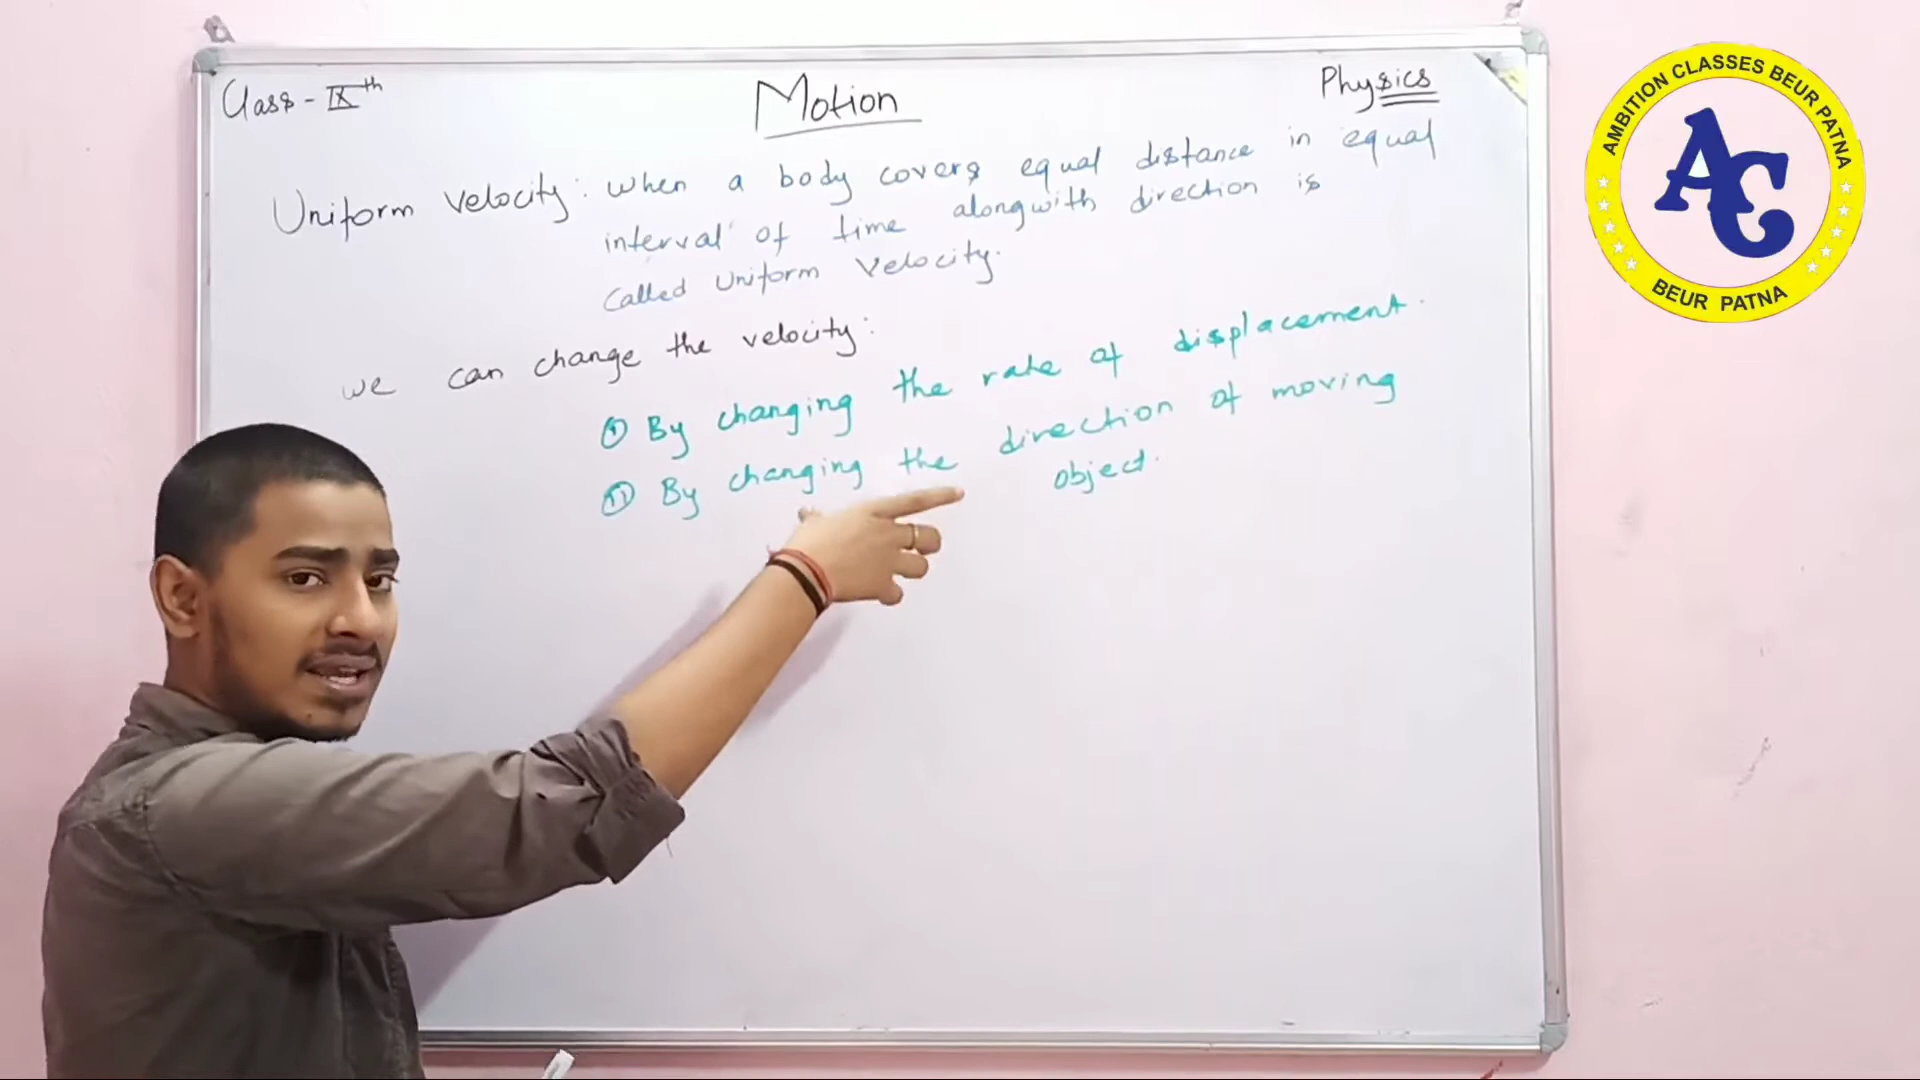 Class - IXth
Motion
Physics
Uniform velocity: when a body covers equal distance in equal
interval of time alongwith direction is
called uniform velocity.
we can change the velocity:
(i) By changing the rate of displacement.
(ii) By changing the direction of moving
object.
AMBITION CLASSES BEUR PATNA
AC
BEUR PATNA